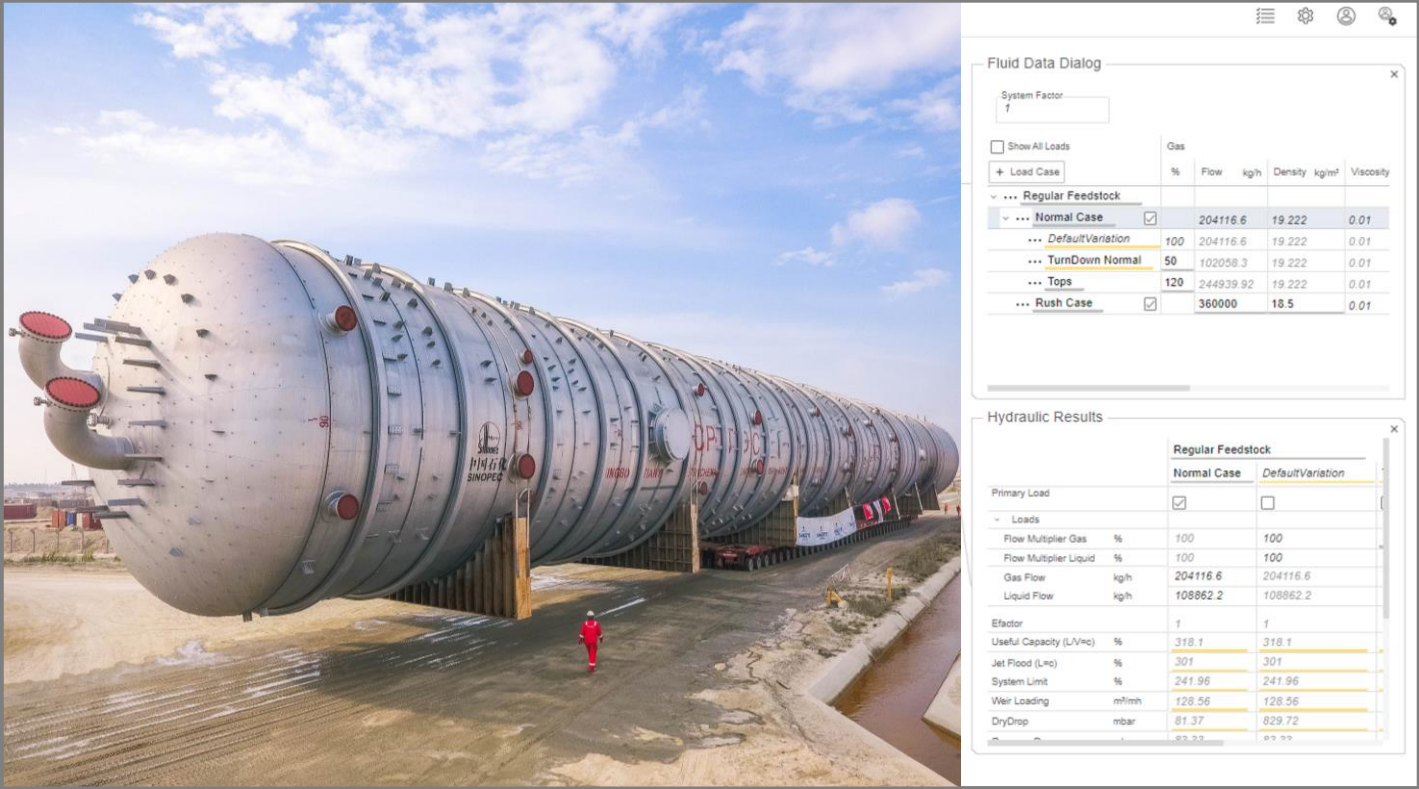 90
中国石化
SINOPEC
Fluid Data Dialog
System Factor
1
Show All Loads Gas
+ Load Case % Flow kg/h Density kg/m³ Viscosity
Regular Feedstock
Normal Case 204116.6 19.222 0.01
DefaultVariation 100 204116.6 19.222 0.01
TurnDown Normal 50 102058.3 19.222 0.01
Tops 120 244939.92 19.222 0.01
Rush Case 360000 18.5 0.01
Hydraulic Results
Regular Feedstock
Normal Case DefaultVariation
Primary Load
Loads
Flow Multiplier Gas % 100 100
Flow Multiplier Liquid % 100 100
Gas Flow kg/h 204116.6 204116.6
Liquid Flow kg/h 108862.2 108862.2
Efactor 1 1
Useful Capacity (L/V=c) % 318.1 318.1
Jet Flood (L=c) % 301 301
System Limit % 241.96 241.96
Weir Loading m³/mh 128.56 128.56
DryDrop mbar 81.37 829.72